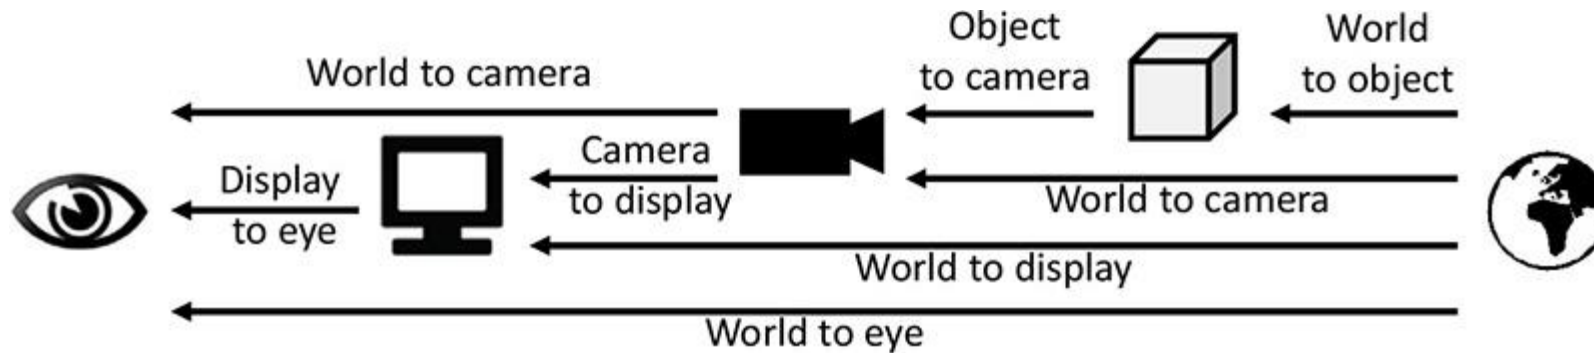 World to camera
Object
to camera
World
to object
Display
to eye
Camera
to display
World to camera
World to display
World to eye